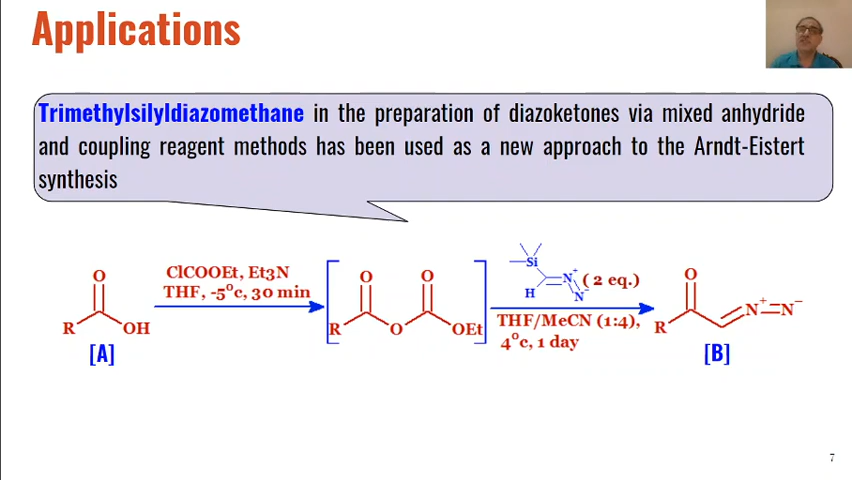 Applications
Trimethylsilyldiazomethane in the preparation of diazoketones via mixed anhydride
and coupling reagent methods has been used as a new approach to the Arndt-Eistert
synthesis
ClCOOEt, Et3N
THF, -5°c, 30 min
O
R
OH
[A]
O
O
R
O
OEt
Si
H
N+
N-
(2 eq.)
THF/MeCN (1:4),
4°c, 1 day
O
R
N+=N-
[B]
7